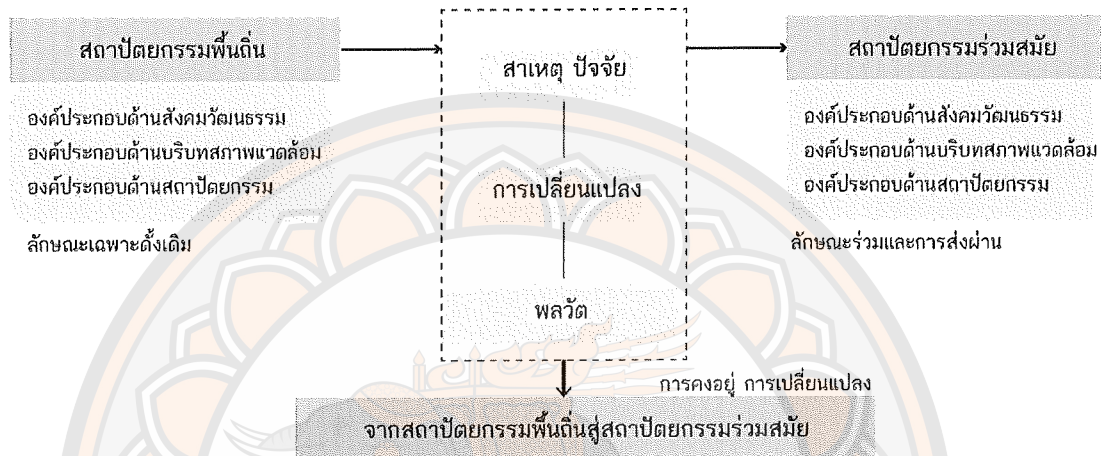 สถาปัตยกรรมพื้นถิ่น
องค์ประกอบด้านสังคมวัฒนธรรม
องค์ประกอบด้านบริบทสภาพแวดล้อม
องค์ประกอบด้านสถาปัตยกรรม
ลักษณะเฉพาะดั้งเดิม
สาเหตุ ปัจจัย
การเปลี่ยนแปลง
พลวัต
สถาปัตยกรรมร่วมสมัย
องค์ประกอบด้านสังคมวัฒนธรรม
องค์ประกอบด้านบริบทสภาพแวดล้อม
องค์ประกอบด้านสถาปัตยกรรม
ลักษณะร่วมและการส่งผ่าน
การคงอยู่ การเปลี่ยนแปลง
จากสถาปัตยกรรมพื้นถิ่นสู่สถาปัตยกรรมร่วมสมัย